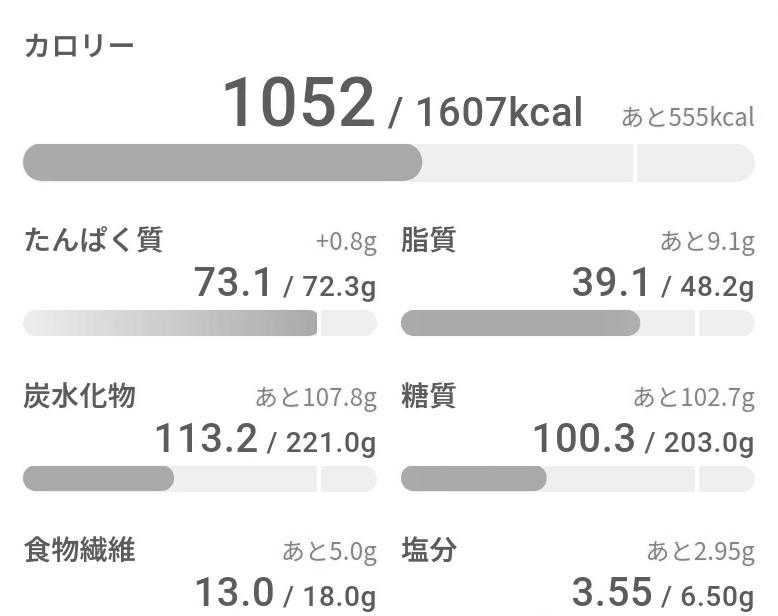 カロリー
1052 / 1607kcal あと555kcal
たんぱく質 +0.8g
73.1 / 72.3g
脂質 あと9.1g
39.1 / 48.2g
炭水化物 あと107.8g
113.2 / 221.0g
糖質 あと102.7g
100.3 / 203.0g
食物繊維 あと5.0g
13.0 / 18.0g
塩分 あと2.95g
3.55 / 6.50g